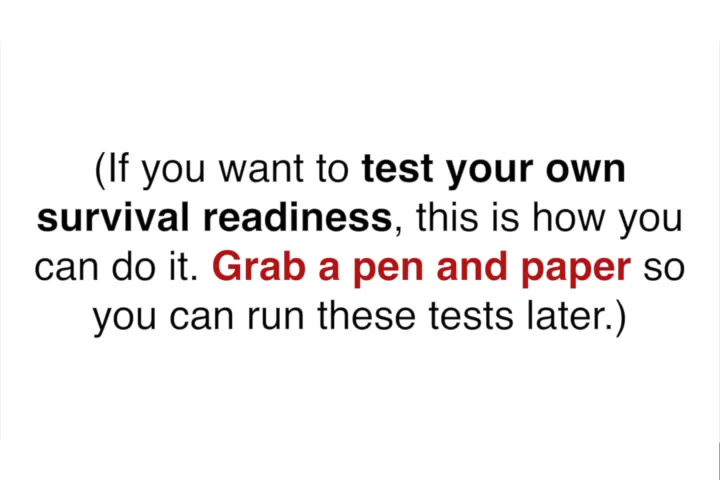 (If you want to test your own
survival readiness, this is how you
can do it. Grab a pen and paper so
you can run these tests later.)